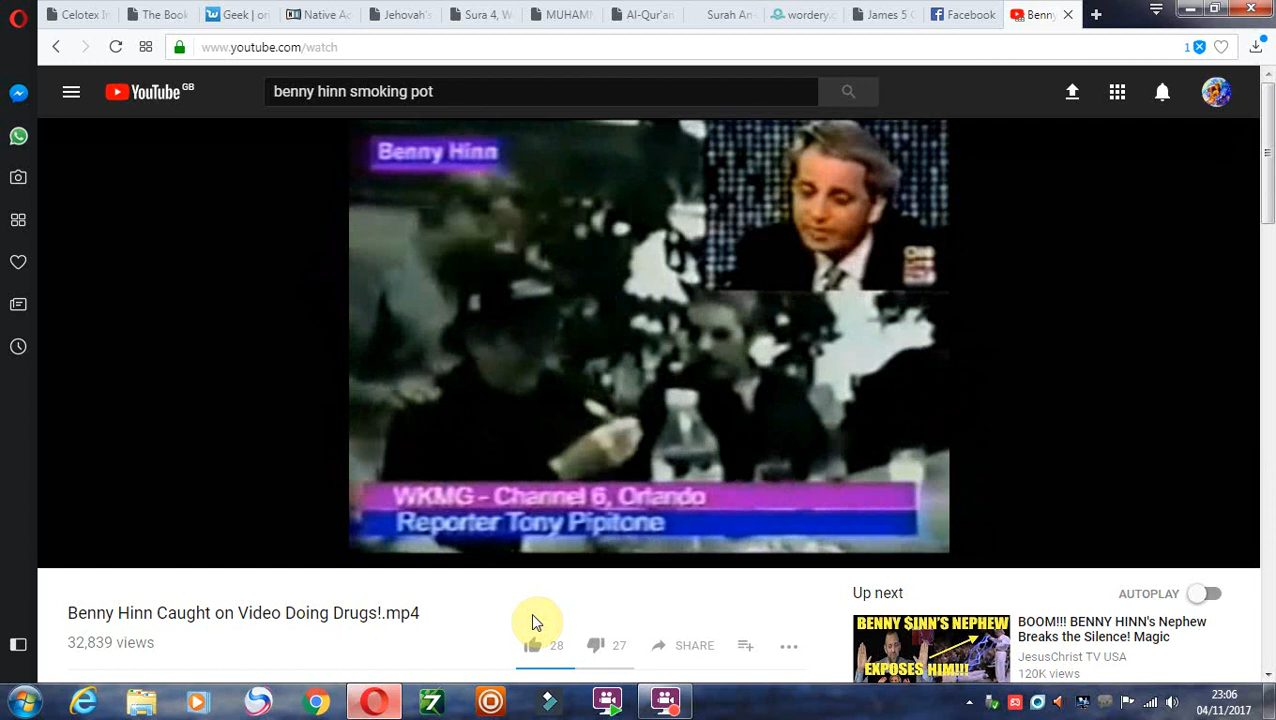 Celotex In
The Book
Geek | on
Native Ac
Jehovah's
Sura 4, W
MUHAMM
Al-Qur'an
Surah A
wordery.c
James 5
Facebook
Benny
www.youtube.com/watch
1
YouTube GB
benny hinn smoking pot
Benny Hinn
WKMG - Channel 6, Orlando
Reporter Tony Pipitone
Benny Hinn Caught on Video Doing Drugs!.mp4
32,839 views
28
27
SHARE
Up next
AUTOPLAY
BENNY $INN'S NEPHEW
EXPOSES HIM!!!
BOOM!!! BENNY HINN's Nephew
Breaks the Silence! Magic
JesusChrist TV USA
120K views
23:06
04/11/2017